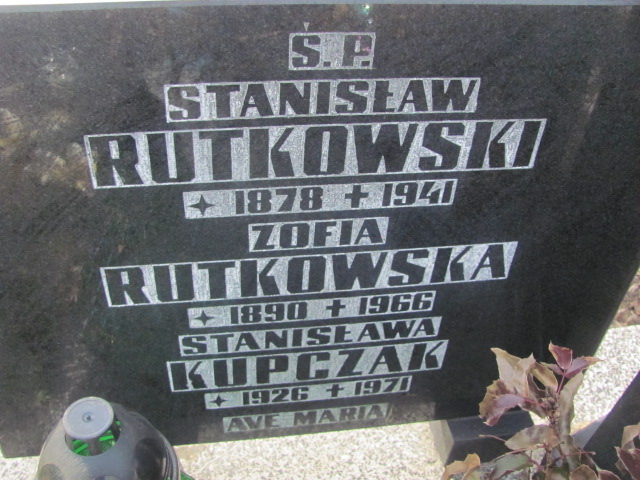 Ś.P.
STANISŁAW
RUTKOWSKI
✦ 1878 ✝ 1941
ZOFIA
RUTKOWSKA
✦ 1890 ✝ 1966
STANISŁAWA
KUPCZAK
✦ 1926 ✝ 1971
AVE MARIA